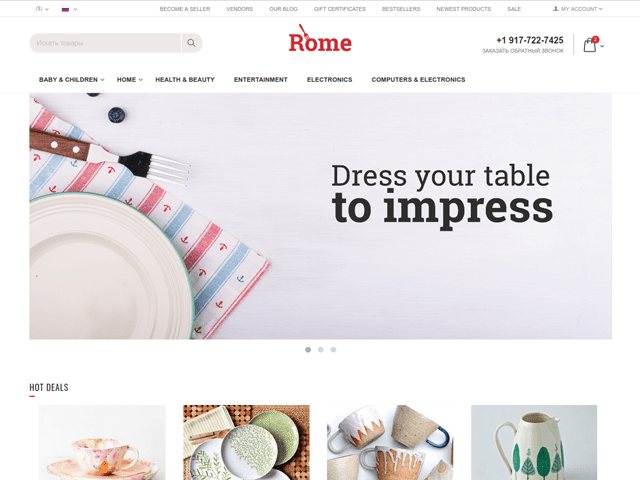 ($)
BECOME A SELLER VENDORS OUR BLOG GIFT CERTIFICATES BESTSELLERS NEWEST PRODUCTS SALE MY ACCOUNT
Искать товары
Rome
+1 917-722-7425
ЗАКАЗАТЬ ОБРАТНЫЙ ЗВОНОК
2
BABY & CHILDREN HOME HEALTH & BEAUTY ENTERTAINMENT ELECTRONICS COMPUTERS & ELECTRONICS
Dress your table
to impress
HOT DEALS